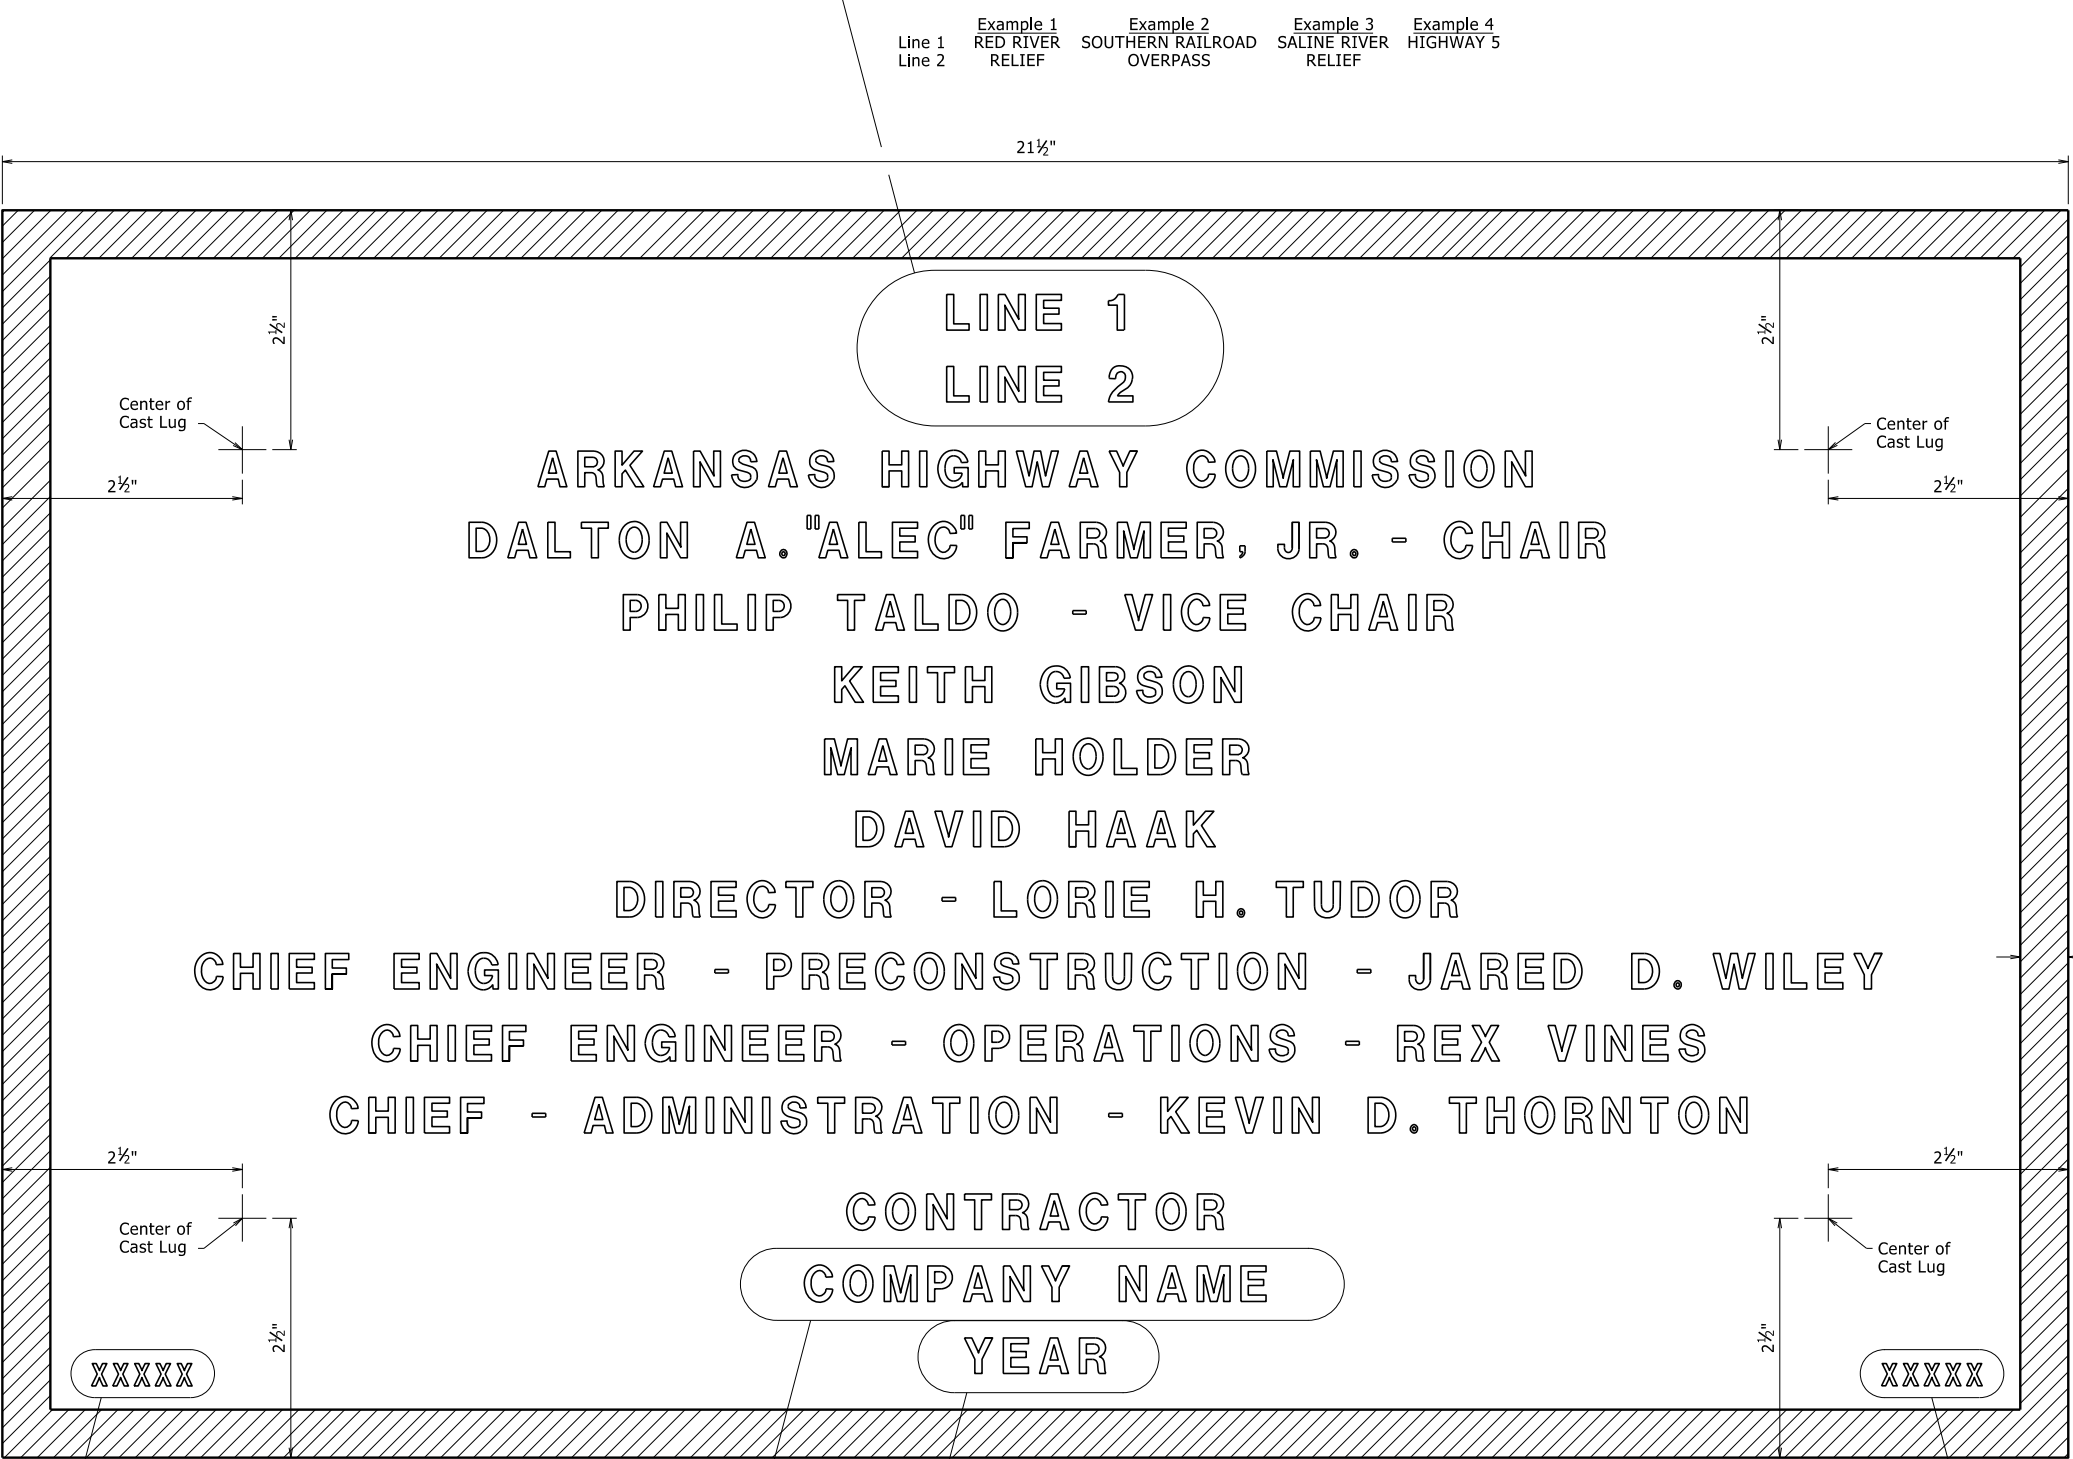 Example 1 Example 2 Example 3 Example 4
Line 1 RED RIVER SOUTHERN RAILROAD SALINE RIVER HIGHWAY 5
Line 2 RELIEF OVERPASS RELIEF
21½"
LINE 1
2½" 2½"
LINE 2
Center of
Cast Lug
Center of
Cast Lug
ARKANSAS HIGHWAY COMMISSION
2½" 2½"
DALTON A. "ALEC" FARMER, JR. - CHAIR
PHILIP TALDO - VICE CHAIR
KEITH GIBSON
MARIE HOLDER
DAVID HAAK
DIRECTOR - LORIE H. TUDOR
CHIEF ENGINEER - PRECONSTRUCTION - JARED D. WILEY
CHIEF ENGINEER - OPERATIONS - REX VINES
CHIEF - ADMINISTRATION - KEVIN D. THORNTON
2½" 2½"
CONTRACTOR
Center of
Cast Lug
Center of
Cast Lug
COMPANY NAME
2½" 2½"
YEAR
XXXXX XXXXX